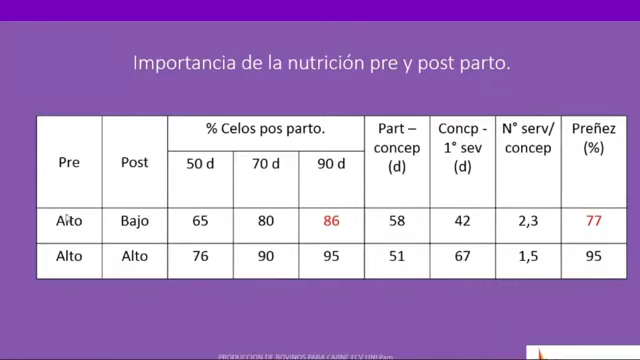 Importancia de la nutrición pre y post parto.
Pre Post % Celos pos parto. Part – concep (d) Concp - 1° sev (d) N° serv/ concep Preñez (%)
50 d 70 d 90 d
Alto Bajo 65 80 86 58 42 2,3 77
Alto Alto 76 90 95 51 67 1,5 95
PRODUCCION DE BOVINOS PARA CARNE FCV UNLPam